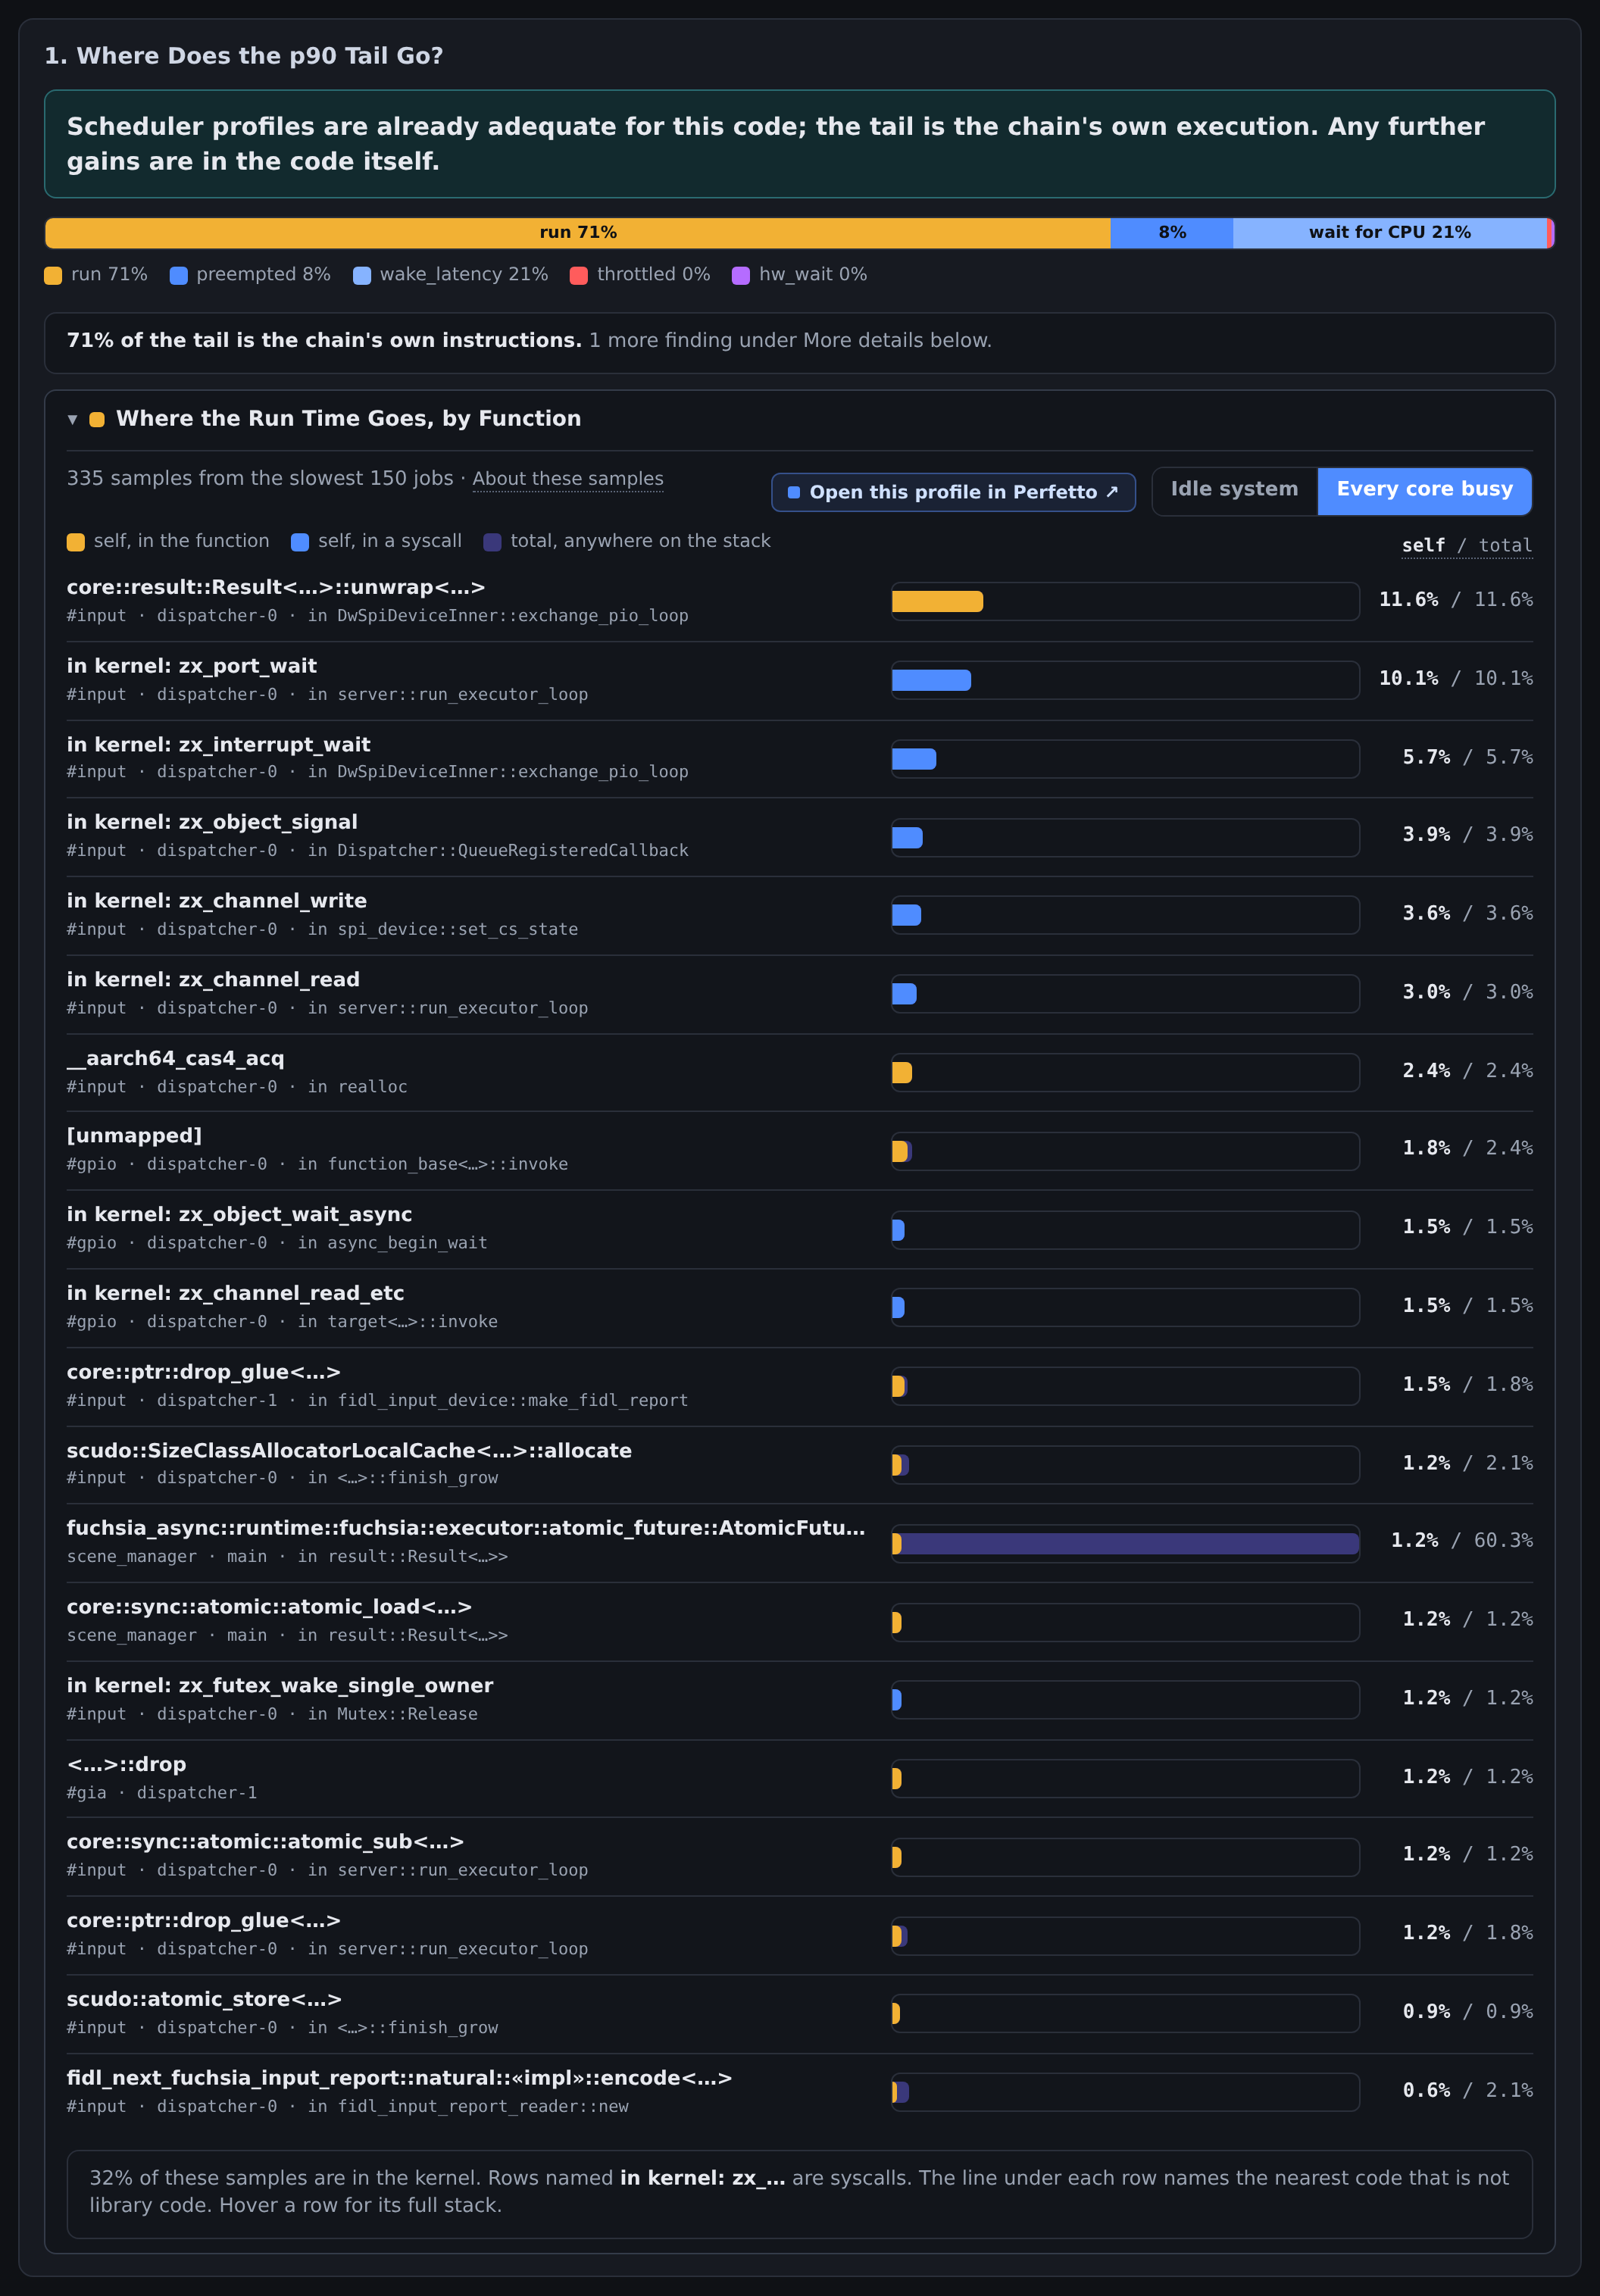 1. Where Does the p90 Tail Go?
Scheduler profiles are already adequate for this code; the tail is the chain's own execution. Any further
gains are in the code itself.
run 71% 8% wait for CPU 21%
run 71% preempted 8% wake_latency 21% throttled 0% hw_wait 0%
71% of the tail is the chain's own instructions. 1 more finding under More details below.
▼ Where the Run Time Goes, by Function
335 samples from the slowest 150 jobs · About these samples Open this profile in Perfetto ↗ Idle system Every core busy
self, in the function self, in a syscall total, anywhere on the stack self / total
core::result::Result<…>::unwrap<…> 11.6% / 11.6%
#input · dispatcher-0 · in DwSpiDeviceInner::exchange_pio_loop
in kernel: zx_port_wait 10.1% / 10.1%
#input · dispatcher-0 · in server::run_executor_loop
in kernel: zx_interrupt_wait 5.7% / 5.7%
#input · dispatcher-0 · in DwSpiDeviceInner::exchange_pio_loop
in kernel: zx_object_signal 3.9% / 3.9%
#input · dispatcher-0 · in Dispatcher::QueueRegisteredCallback
in kernel: zx_channel_write 3.6% / 3.6%
#input · dispatcher-0 · in spi_device::set_cs_state
in kernel: zx_channel_read 3.0% / 3.0%
#input · dispatcher-0 · in server::run_executor_loop
__aarch64_cas4_acq 2.4% / 2.4%
#input · dispatcher-0 · in realloc
[unmapped] 1.8% / 2.4%
#gpio · dispatcher-0 · in function_base<…>::invoke
in kernel: zx_object_wait_async 1.5% / 1.5%
#gpio · dispatcher-0 · in async_begin_wait
in kernel: zx_channel_read_etc 1.5% / 1.5%
#gpio · dispatcher-0 · in target<…>::invoke
core::ptr::drop_glue<…> 1.5% / 1.8%
#input · dispatcher-1 · in fidl_input_device::make_fidl_report
scudo::SizeClassAllocatorLocalCache<…>::allocate 1.2% / 2.1%
#input · dispatcher-0 · in <…>::finish_grow
fuchsia_async::runtime::fuchsia::executor::atomic_future::AtomicFutu… 1.2% / 60.3%
scene_manager · main · in result::Result<…>>
core::sync::atomic::atomic_load<…> 1.2% / 1.2%
scene_manager · main · in result::Result<…>>
in kernel: zx_futex_wake_single_owner 1.2% / 1.2%
#input · dispatcher-0 · in Mutex::Release
<…>::drop 1.2% / 1.2%
#gia · dispatcher-1
core::sync::atomic::atomic_sub<…> 1.2% / 1.2%
#input · dispatcher-0 · in server::run_executor_loop
core::ptr::drop_glue<…> 1.2% / 1.8%
#input · dispatcher-0 · in server::run_executor_loop
scudo::atomic_store<…> 0.9% / 0.9%
#input · dispatcher-0 · in <…>::finish_grow
fidl_next_fuchsia_input_report::natural::«impl»::encode<…> 0.6% / 2.1%
#input · dispatcher-0 · in fidl_input_report_reader::new
32% of these samples are in the kernel. Rows named in kernel: zx_… are syscalls. The line under each row names the nearest code that is not
library code. Hover a row for its full stack.